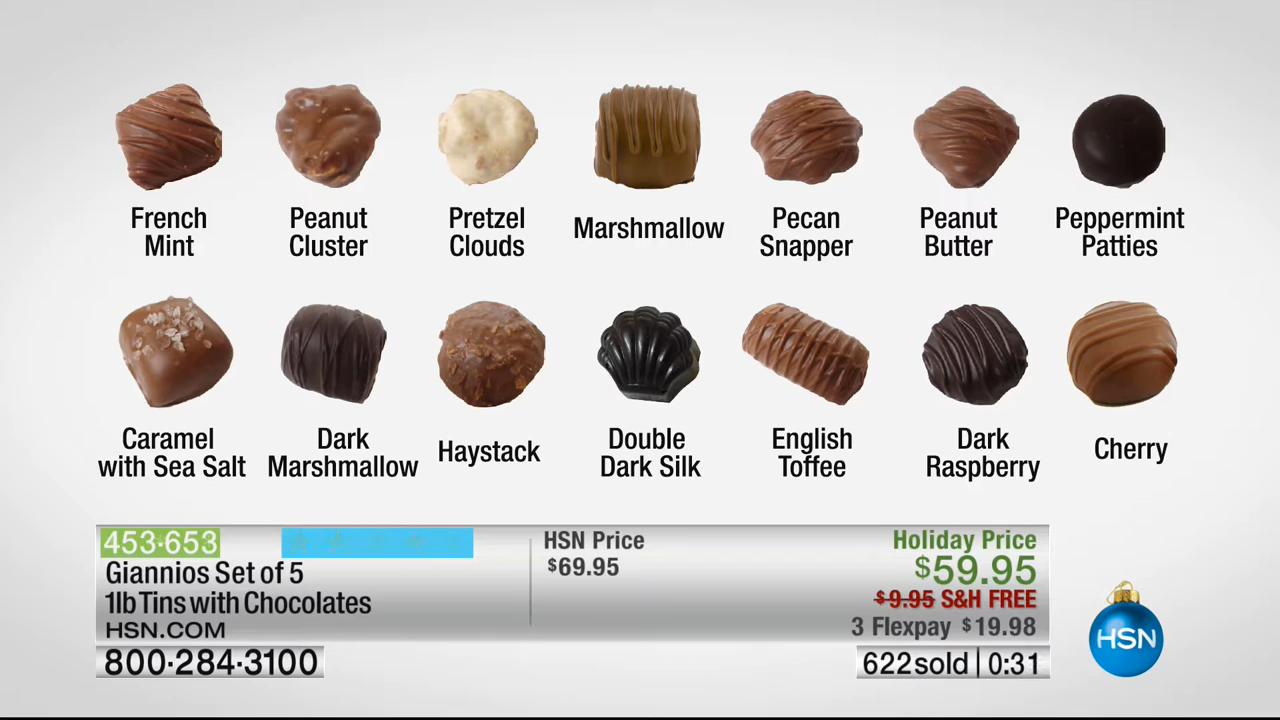 French
Mint
Peanut
Cluster
Pretzel
Clouds
Marshmallow
Pecan
Snapper
Peanut
Butter
Peppermint
Patties
Caramel
with Sea Salt
Dark
Marshmallow
Haystack
Double
Dark Silk
English
Toffee
Dark
Raspberry
Cherry
453·653
Giannios Set of 5
1lb Tins with Chocolates
HSN.COM
800·284·3100
HSN Price
$69.95
Holiday Price
$59.95
$9.95 S&H FREE
3 Flexpay $19.98
622 sold | 0:31
HSN